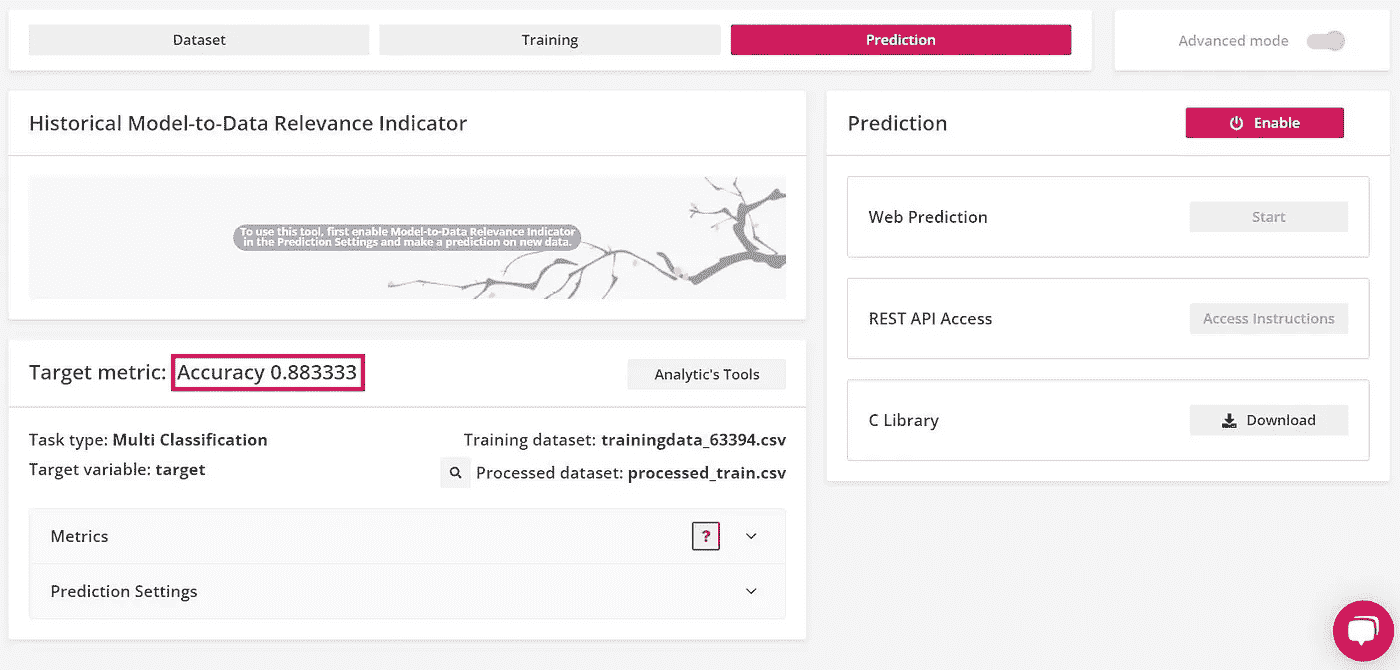 Dataset
Training
Prediction
Advanced mode
Historical Model-to-Data Relevance Indicator
To use this tool, first enable Model-to-Data Relevance Indicator
in the Prediction Settings and make a prediction on new data.
Target metric: Accuracy 0.883333
Analytic's Tools
Task type: Multi Classification
Training dataset: trainingdata_63394.csv
Target variable: target
Processed dataset: processed_train.csv
Metrics
?
Prediction Settings
Prediction
Enable
Web Prediction
Start
REST API Access
Access Instructions
C Library
Download